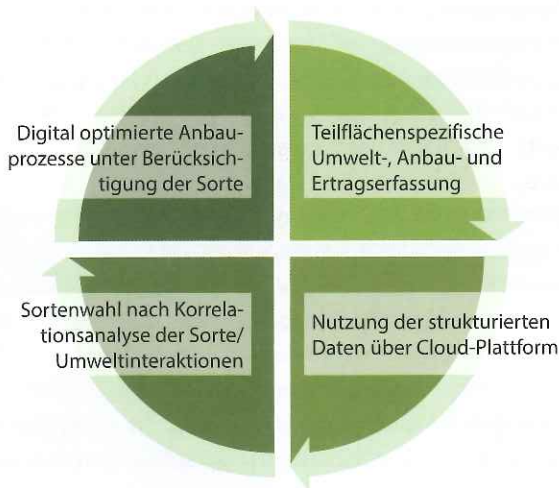 Digital optimierte Anbau-
prozesse unter Berücksich-
tigung der Sorte
Teilflächenspezifische
Umwelt-, Anbau- und
Ertragserfassung
Sortenwahl nach Korrela-
tionsanalyse der Sorte/
Umweltinteraktionen
Nutzung der strukturierten
Daten über Cloud-Plattform